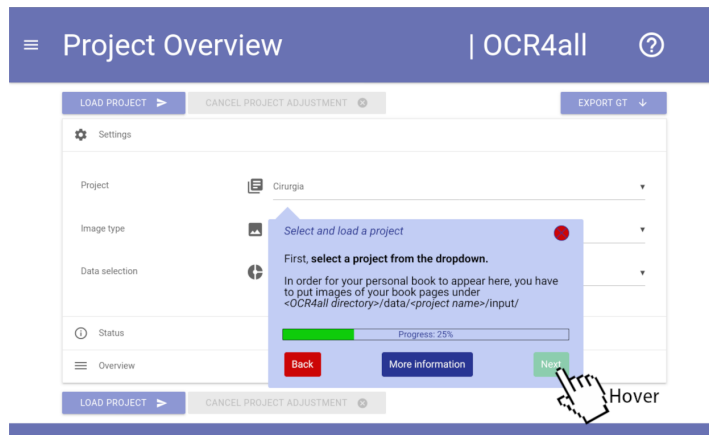 Project Overview | OCR4all
LOAD PROJECT CANCEL PROJECT ADJUSTMENT EXPORT GT
Settings
Project Cirurgia
Image type
Data selection
Select and load a project
First, select a project from the dropdown.
In order for your personal book to appear here, you have
to put images of your book pages under
<OCR4all directory>/data/<project name>/input/
Progress: 25%
Back More information Next
Status
Overview
Hover
LOAD PROJECT CANCEL PROJECT ADJUSTMENT